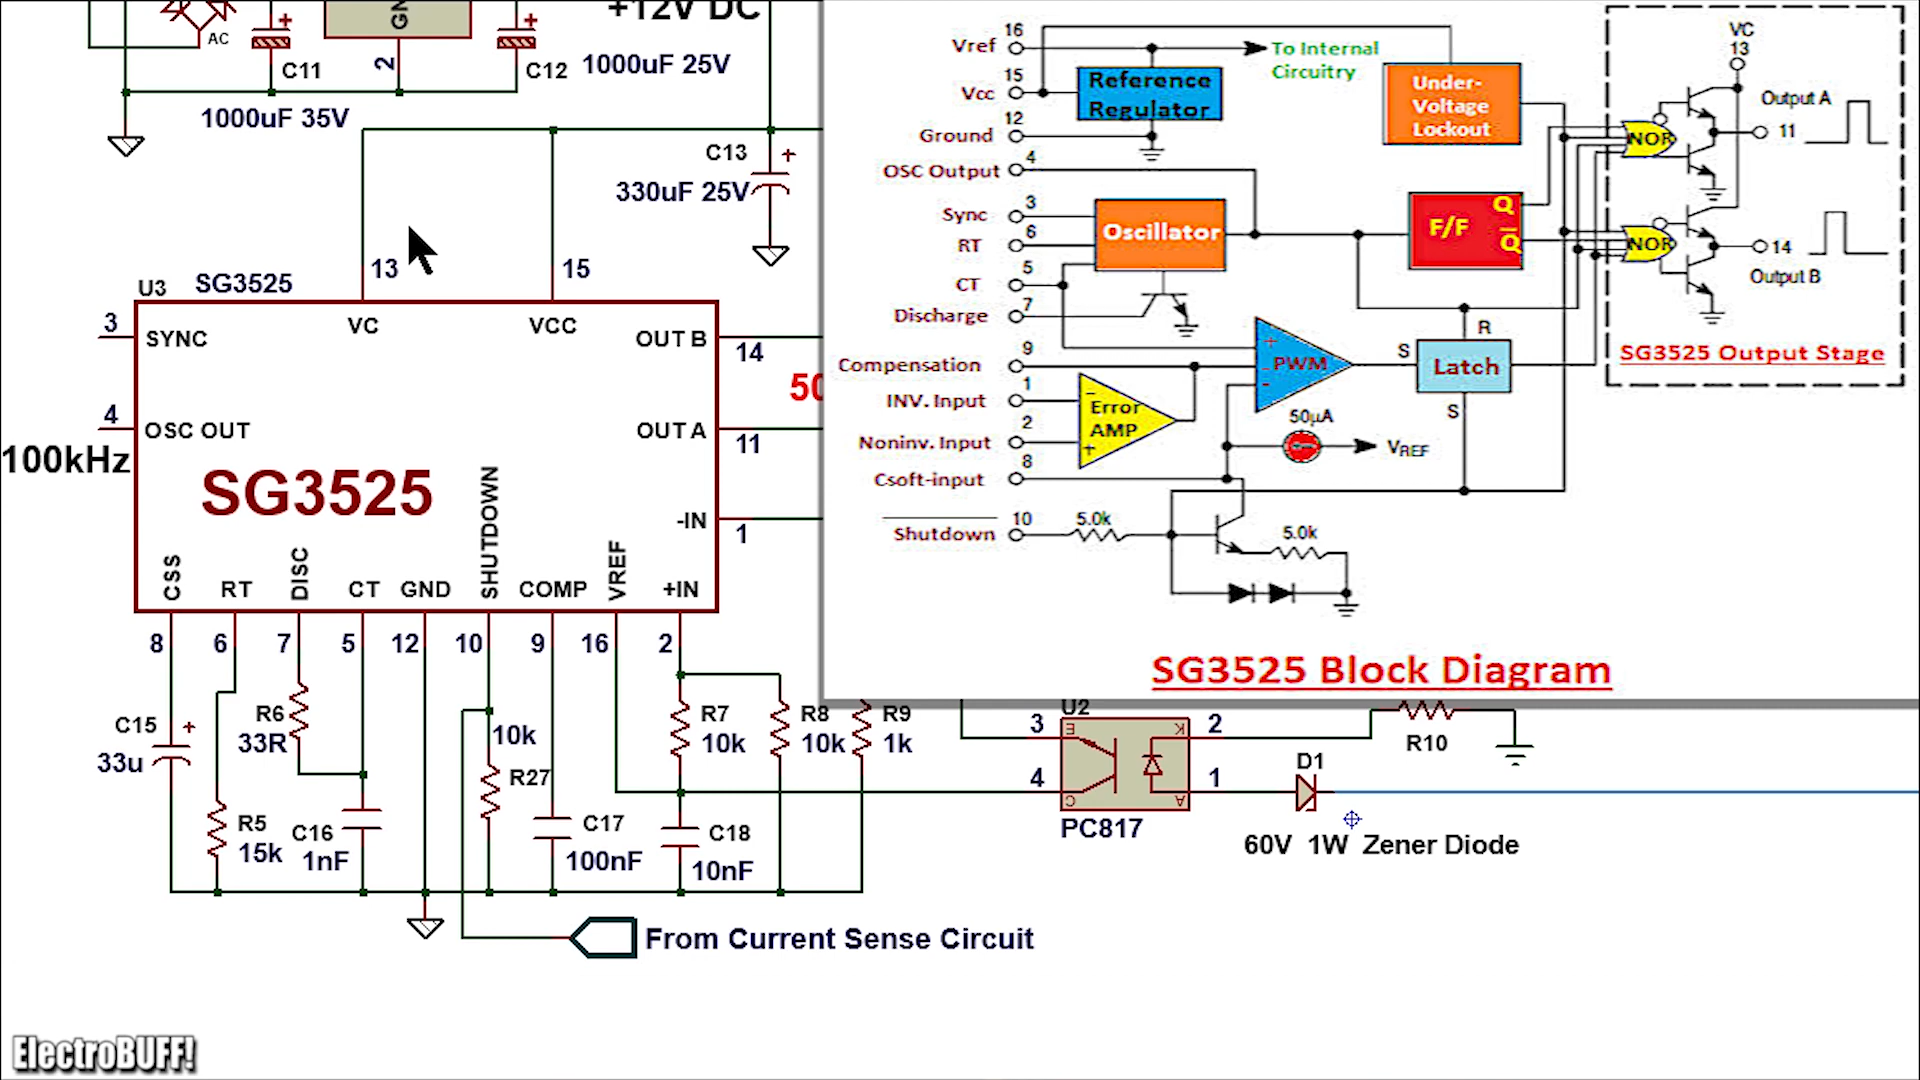 +12V DC
AC
GN
C11
2
C12
1000uF 25V
1000uF 35V
C13
330uF 25V
13
15
U3
SG3525
VC
VCC
3
SYNC
OUT B
14
50
4
OSC OUT
OUT A
11
100kHz
SG3525
SHUTDOWN
-IN
1
CSS
RT
DISC
CT
GND
COMP
VREF
+IN
8
6
7
5
12
10
9
16
2
C15
33u
R6
33R
10k
R27
R7
10k
R8
10k
R9
1k
R5
15k
C16
1nF
C17
100nF
C18
10nF
From Current Sense Circuit
U2
3
4
E
C
K
A
2
1
PC817
R10
D1
60V 1W Zener Diode
Vref
16
To Internal
Circuitry
Vcc
15
Reference
Regulator
Ground
12
OSC Output
4
Sync
3
RT
6
CT
5
Discharge
7
Oscillator
Under-
Voltage
Lockout
F/F
Q
Q
Compensation
9
INV. Input
1
Noninv. Input
2
Csoft-input
8
Shutdown
10
5.0k
5.0k
-
Error
AMP
+
+
PWM
-
-
50µA
VREF
S
R
Latch
S
VC
13
NOR
Output A
11
NOR
14
Output B
SG3525 Output Stage
SG3525 Block Diagram
ElectroBUFF!